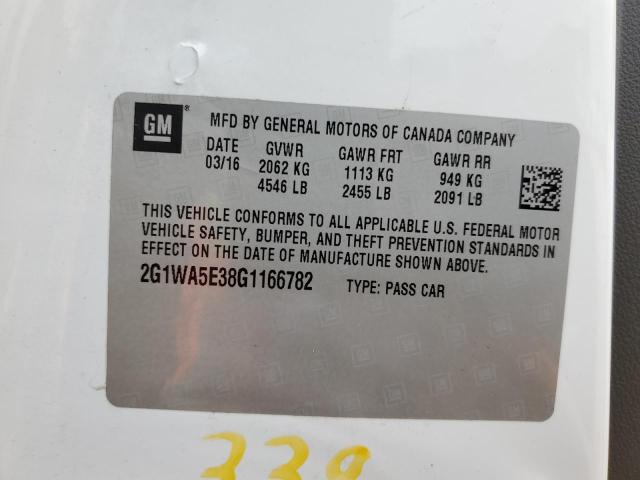 GM ® MFD BY GENERAL MOTORS OF CANADA COMPANY
DATE GVWR GAWR FRT GAWR RR
03/16 2062 KG 1113 KG 949 KG
4546 LB 2455 LB 2091 LB
THIS VEHICLE CONFORMS TO ALL APPLICABLE U.S. FEDERAL MOTOR
VEHICLE SAFETY, BUMPER, AND THEFT PREVENTION STANDARDS IN
EFFECT ON THE DATE OF MANUFACTURE SHOWN ABOVE.
2G1WA5E38G1166782 TYPE: PASS CAR
339